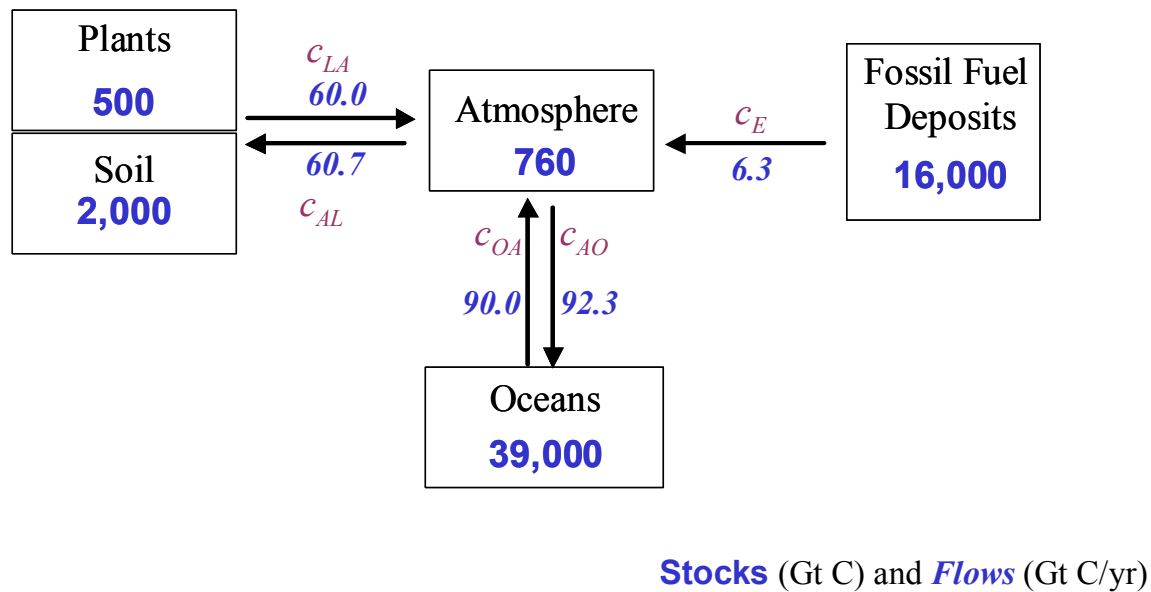 Plants
500
Soil
2,000
c_LA
60.0
60.7
c_AL
Atmosphere
760
c_E
6.3
Fossil Fuel
Deposits
16,000
c_OA
c_AO
90.0
92.3
Oceans
39,000
Stocks (Gt C) and Flows (Gt C/yr)